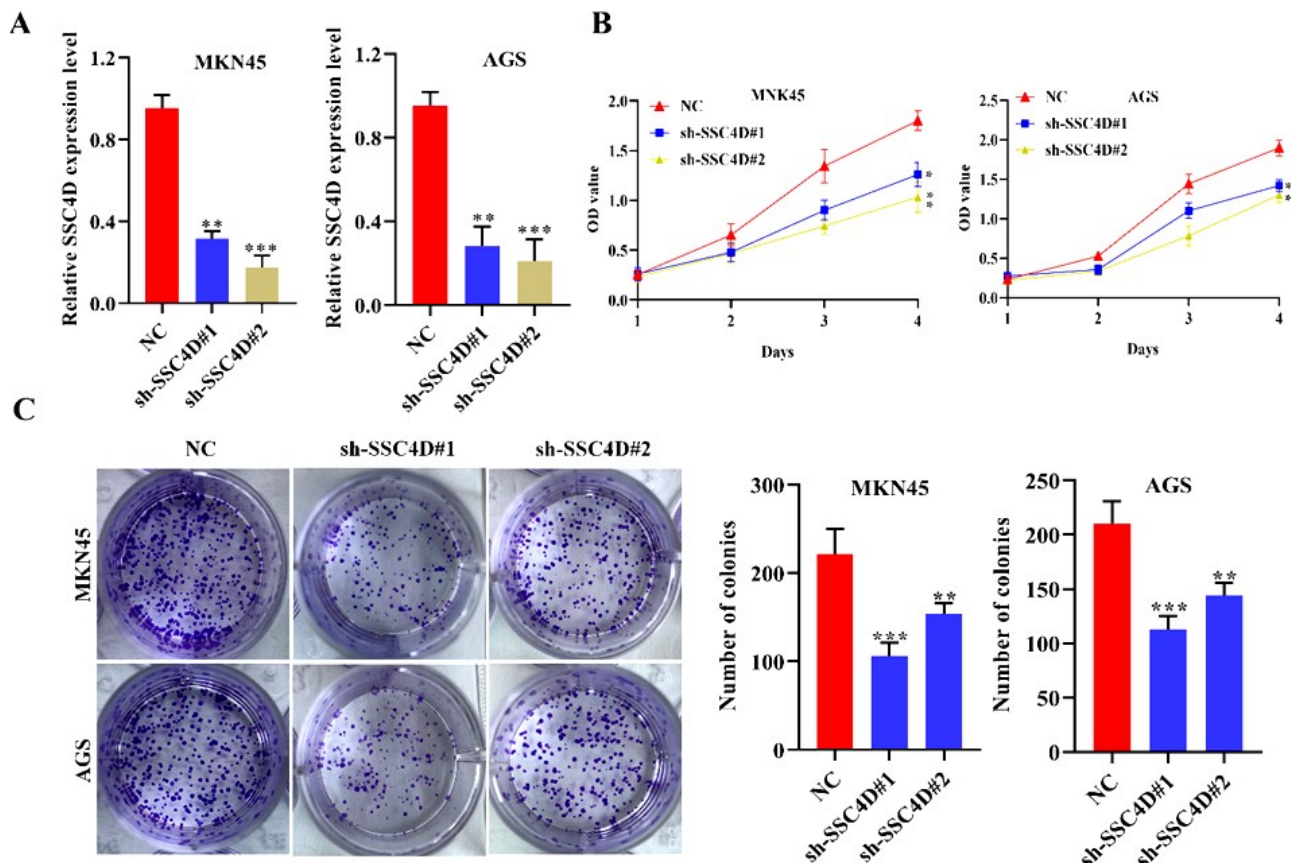 A
MKN45
Relative SSC4D expression level
1.2
0.8
0.4
0.0
**
***
NC
sh-SSC4D#1
sh-SSC4D#2
AGS
Relative SSC4D expression level
1.2
0.8
0.4
0.0
**
***
NC
sh-SSC4D#1
sh-SSC4D#2
B
MNK45
NC
sh-SSC4D#1
sh-SSC4D#2
OD value
2.0
1.5
1.0
0.5
0.0
*
**
1 2 3 4
Days
AGS
NC
sh-SSC4D#1
sh-SSC4D#2
OD value
2.5
2.0
1.5
1.0
0.5
0.0
*
*
1 2 3 4
Days
C
NC sh-SSC4D#1 sh-SSC4D#2
MKN45
AGS
MKN45
Number of colonies
300
200
100
0
***
**
NC
sh-SSC4D#1
sh-SSC4D#2
AGS
Number of colonies
250
200
150
100
50
0
***
**
NC
sh-SSC4D#1
sh-SSC4D#2